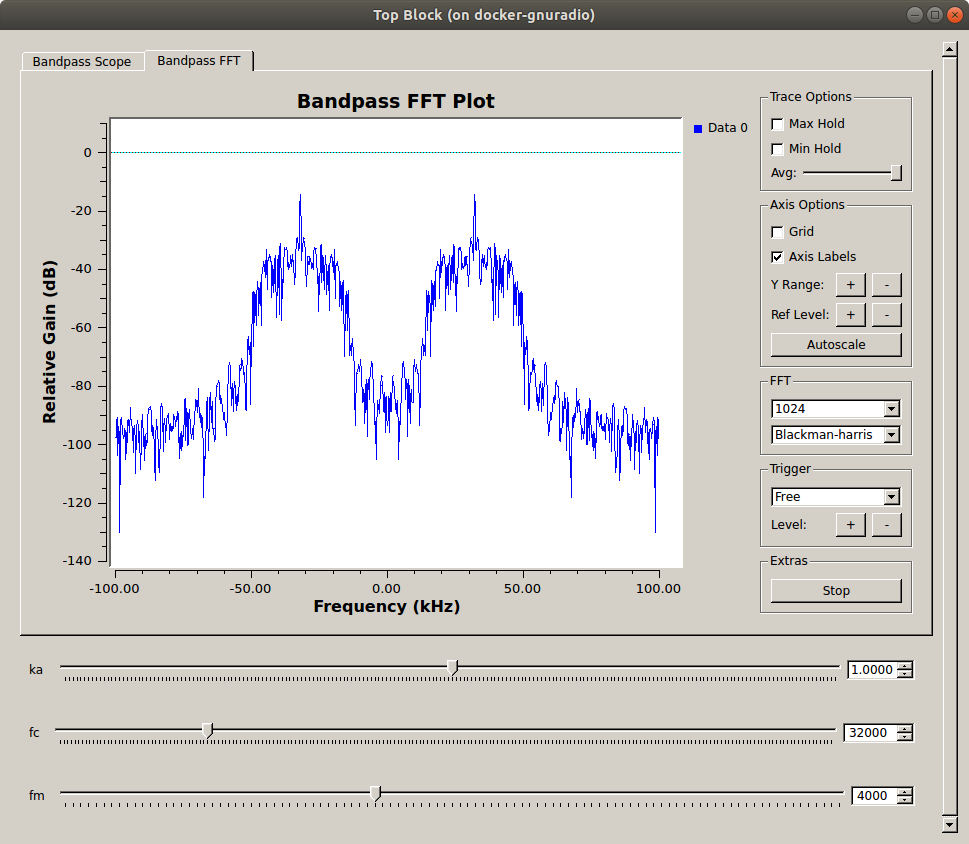 Top Block (on docker-gnuradio)
Bandpass Scope
Bandpass FFT
Bandpass FFT Plot
Data 0
Relative Gain (dB)
0
-20
-40
-60
-80
-100
-120
-140
-100.00
-50.00
0.00
50.00
100.00
Frequency (kHz)
Trace Options
Max Hold
Min Hold
Avg:
Axis Options
Grid
Axis Labels
Y Range: + -
Ref Level: + -
Autoscale
FFT
1024
Blackman-harris
Trigger
Free
Level: + -
Extras
Stop
ka 1.0000
fc 32000
fm 4000